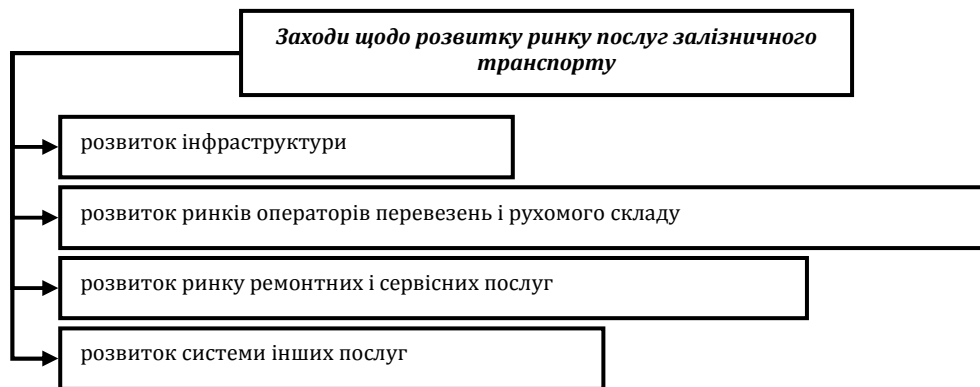 Заходи щодо розвитку ринку послуг залізничного
транспорту
розвиток інфраструктури
розвиток ринків операторів перевезень і рухомого складу
розвиток ринку ремонтних і сервісних послуг
розвиток системи інших послуг